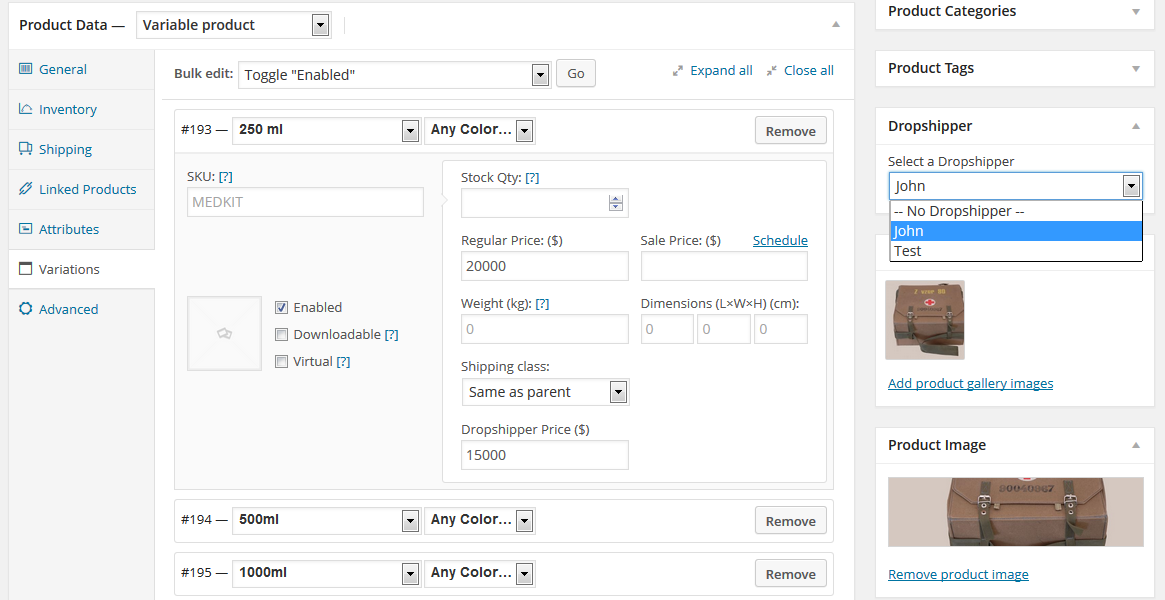 Product Data — Variable product
General
Inventory
Shipping
Linked Products
Attributes
Variations
Advanced
Bulk edit: Toggle "Enabled" Go Expand all Close all
#193 — 250 ml Any Color... Remove
SKU: [?]
MEDKIT
Enabled
Downloadable [?]
Virtual [?]
Stock Qty: [?]
Regular Price: ($) Sale Price: ($) Schedule
20000
Weight (kg): [?] Dimensions (L×W×H) (cm):
0 0 0 0
Shipping class:
Same as parent
Dropshipper Price ($)
15000
#194 — 500ml Any Color... Remove
#195 — 1000ml Any Color... Remove
Product Categories
Product Tags
Dropshipper
Select a Dropshipper
John
-- No Dropshipper --
John
Test
Add product gallery images
Product Image
Remove product image